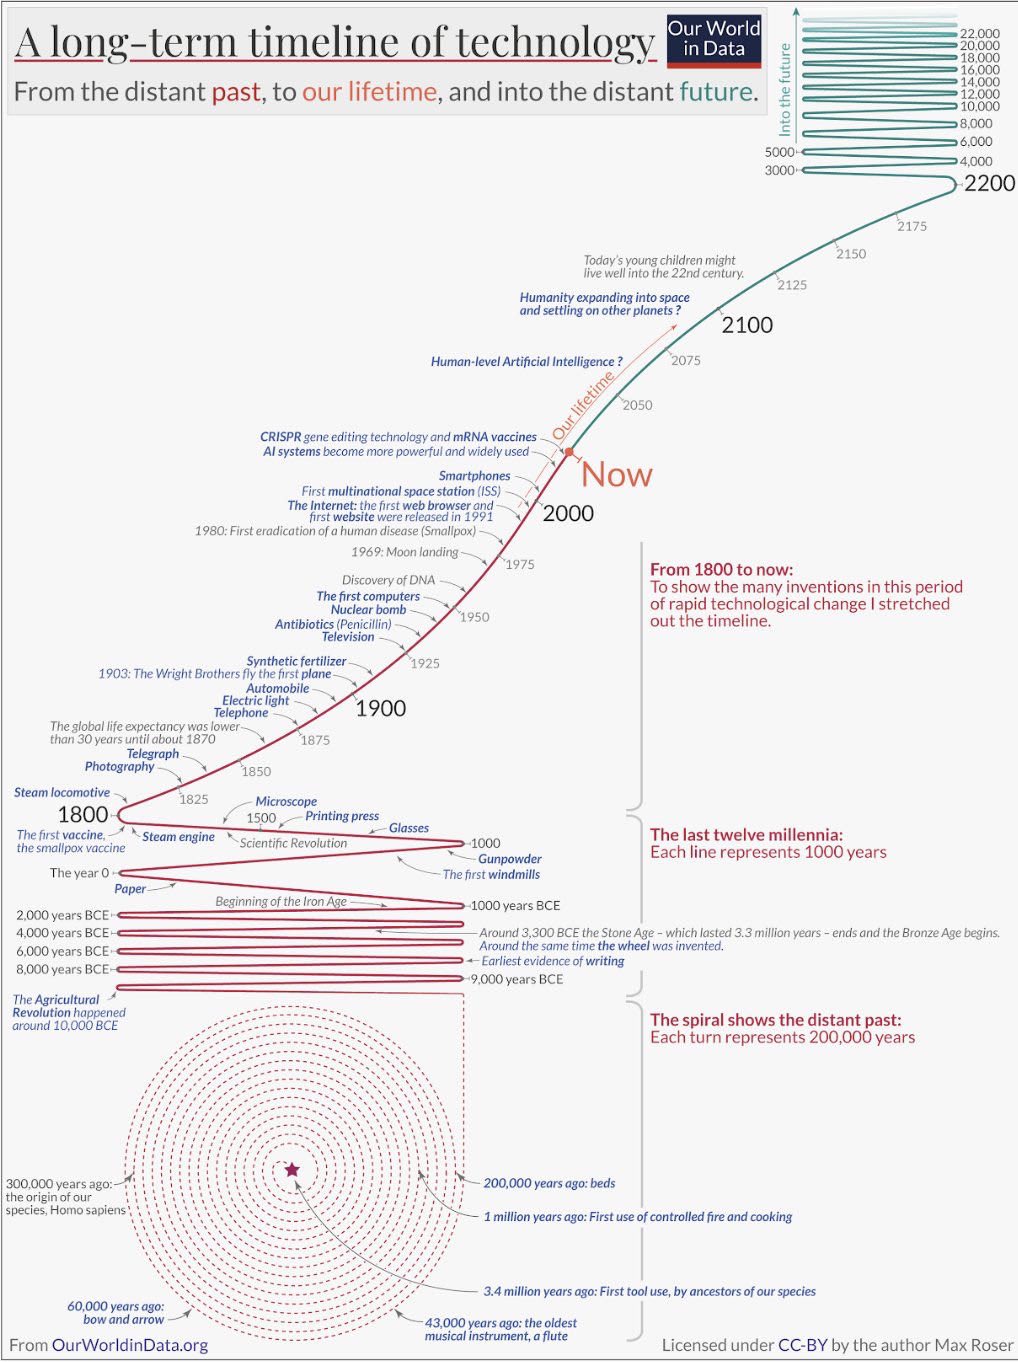 A long-term timeline of technology
Our World
in Data
From the distant past, to our lifetime, and into the distant future.
Into the future
22,000
20,000
18,000
16,000
14,000
12,000
10,000
8,000
6,000
5000
4,000
3000
2200
2175
2150
Today's young children might
live well into the 22nd century.
2125
Humanity expanding into space
and settling on other planets ?
2100
Human-level Artificial Intelligence ?
2075
Our lifetime
2050
CRISPR gene editing technology and mRNA vaccines
AI systems become more powerful and widely used
Now
Smartphones
First multinational space station (ISS)
The Internet: the first web browser and
first website were released in 1991
2000
1980: First eradication of a human disease (Smallpox)
1969: Moon landing
1975
Discovery of DNA
The first computers
Nuclear bomb
1950
Antibiotics (Penicillin)
Television
1925
Synthetic fertilizer
1903: The Wright Brothers fly the first plane
Automobile
Electric light
1900
Telephone
The global life expectancy was lower
than 30 years until about 1870
1875
Telegraph
Photography
1850
Steam locomotive
1825
1800
From 1800 to now:
To show the many inventions in this period
of rapid technological change I stretched
out the timeline.
Microscope
1500
Printing press
Glasses
The first vaccine,
the smallpox vaccine
Steam engine
Scientific Revolution
1000
Gunpowder
The first windmills
The year 0
Paper
Beginning of the Iron Age
1000 years BCE
2,000 years BCE
4,000 years BCE
Around 3,300 BCE the Stone Age – which lasted 3.3 million years – ends and the Bronze Age begins.
Around the same time the wheel was invented.
6,000 years BCE
Earliest evidence of writing
8,000 years BCE
9,000 years BCE
The Agricultural
Revolution happened
around 10,000 BCE
The last twelve millennia:
Each line represents 1000 years
The spiral shows the distant past:
Each turn represents 200,000 years
300,000 years ago:
the origin of our
species, Homo sapiens
200,000 years ago: beds
1 million years ago: First use of controlled fire and cooking
3.4 million years ago: First tool use, by ancestors of our species
60,000 years ago:
bow and arrow
43,000 years ago: the oldest
musical instrument, a flute
From OurWorldinData.org
Licensed under CC-BY by the author Max Roser